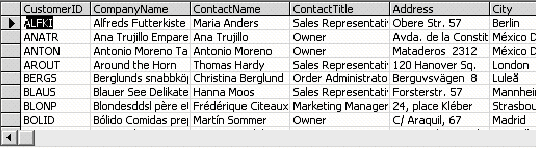 CustomerID CompanyName ContactName ContactTitle Address City
ALFKI Alfreds Futterkiste Maria Anders Sales Representati Obere Str. 57 Berlin
ANATR Ana Trujillo Empare Ana Trujillo Owner Avda. de la Constit México D
ANTON Antonio Moreno Ta Antonio Moreno Owner Mataderos 2312 México D
AROUT Around the Horn Thomas Hardy Sales Representati 120 Hanover Sq. London
BERGS Berglunds snabbköp Christina Berglund Order Administrato Berguvsvägen 8 Luleå
BLAUS Blauer See Delikate Hanna Moos Sales Representati Forsterstr. 57 Mannheim
BLONP Blondesddsl père et Frédérique Citeaux Marketing Manager 24, place Kléber Strasbou
BOLID Bólido Comidas prep Martín Sommer Owner C/ Araquil, 67 Madrid